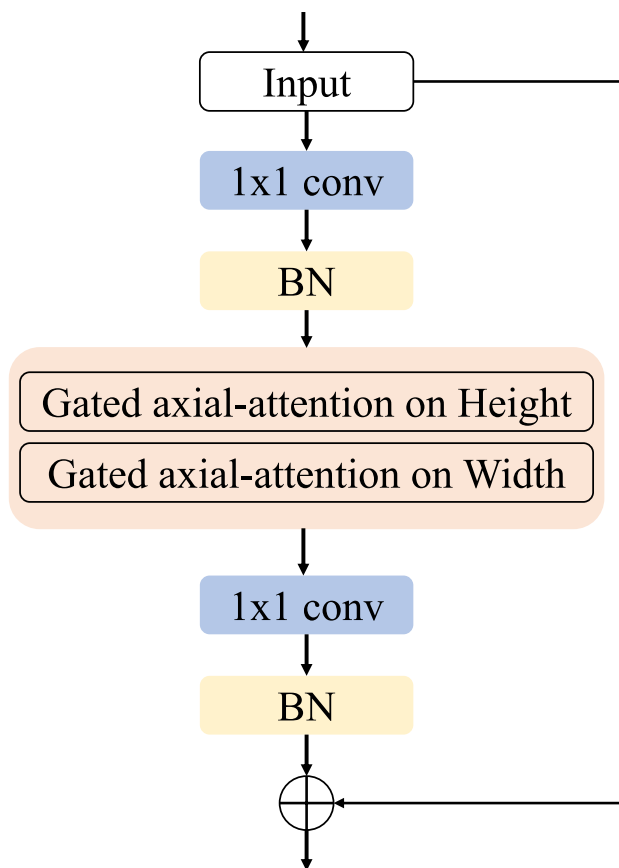 Input
1x1 conv
BN
Gated axial-attention on Height
Gated axial-attention on Width
1x1 conv
BN